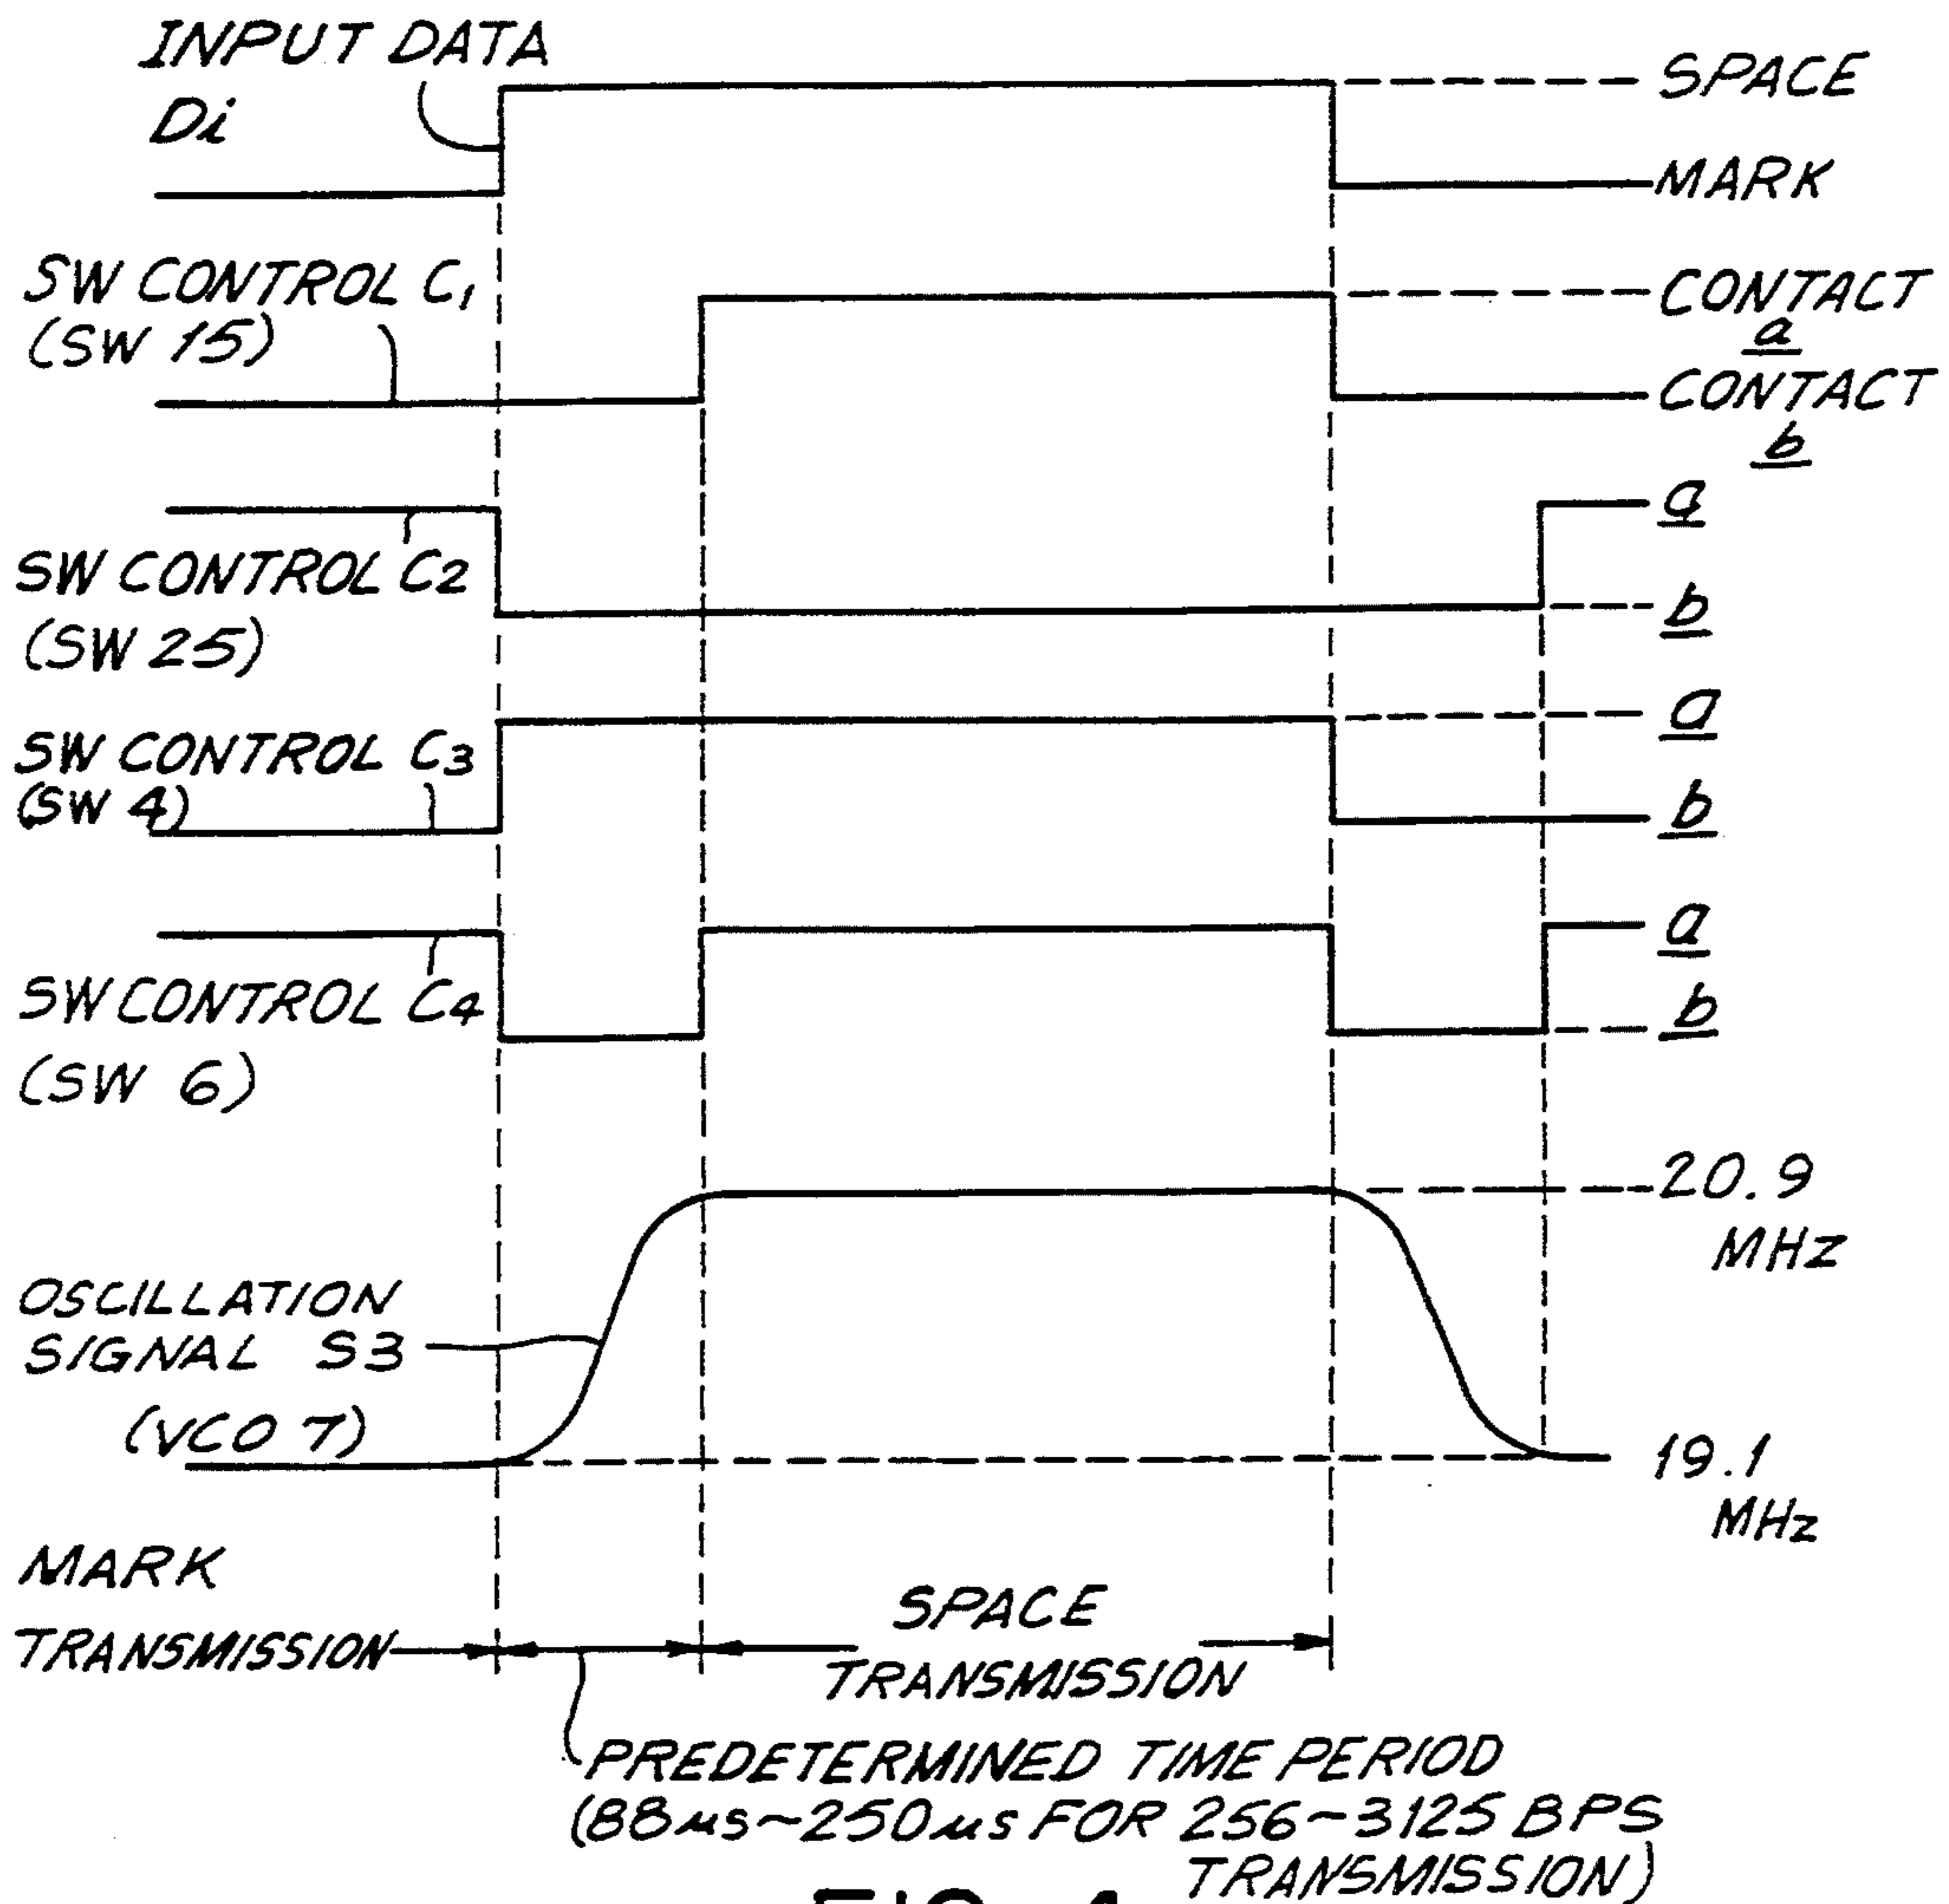 INPUT DATA
Di
SPACE
MARK
SW CONTROL C1
(SW 15)
CONTACT
a
CONTACT
b
a
SW CONTROL C2
(SW 25)
b
SW CONTROL C3
(SW 4)
a
b
a
SW CONTROL C4
(SW 6)
b
20.9
MHz
OSCILLATION
SIGNAL S3
(VCO 7)
19.1
MHz
MARK
TRANSMISSION
SPACE
TRANSMISSION
PREDETERMINED TIME PERIOD
(88μs~250μs FOR 256~3125 BPS
TRANSMISSION)